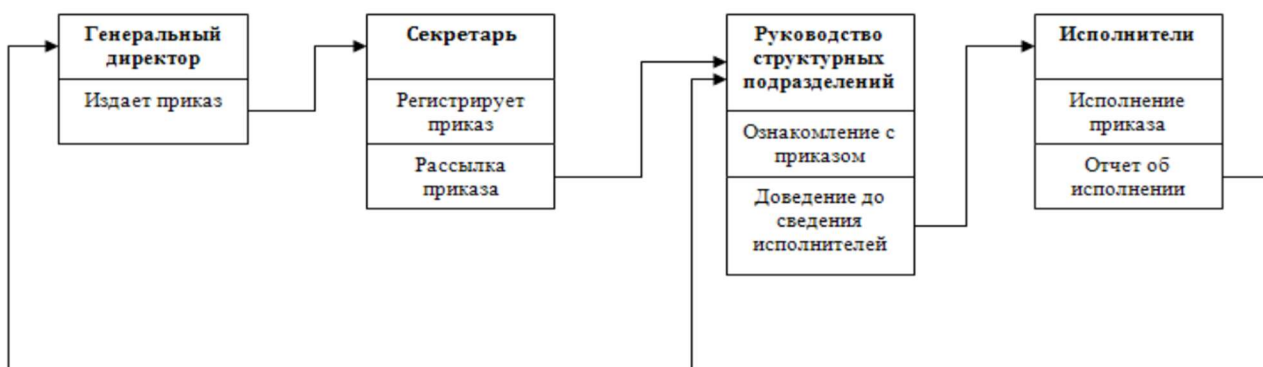 Генеральный
директор
Издает приказ
Секретарь
Регистрирует
приказ
Рассылка
приказа
Руководство
структурных
подразделений
Ознакомление с
приказом
Доведение до
сведения
исполнителей
Исполнители
Исполнение
приказа
Отчет об
исполнении